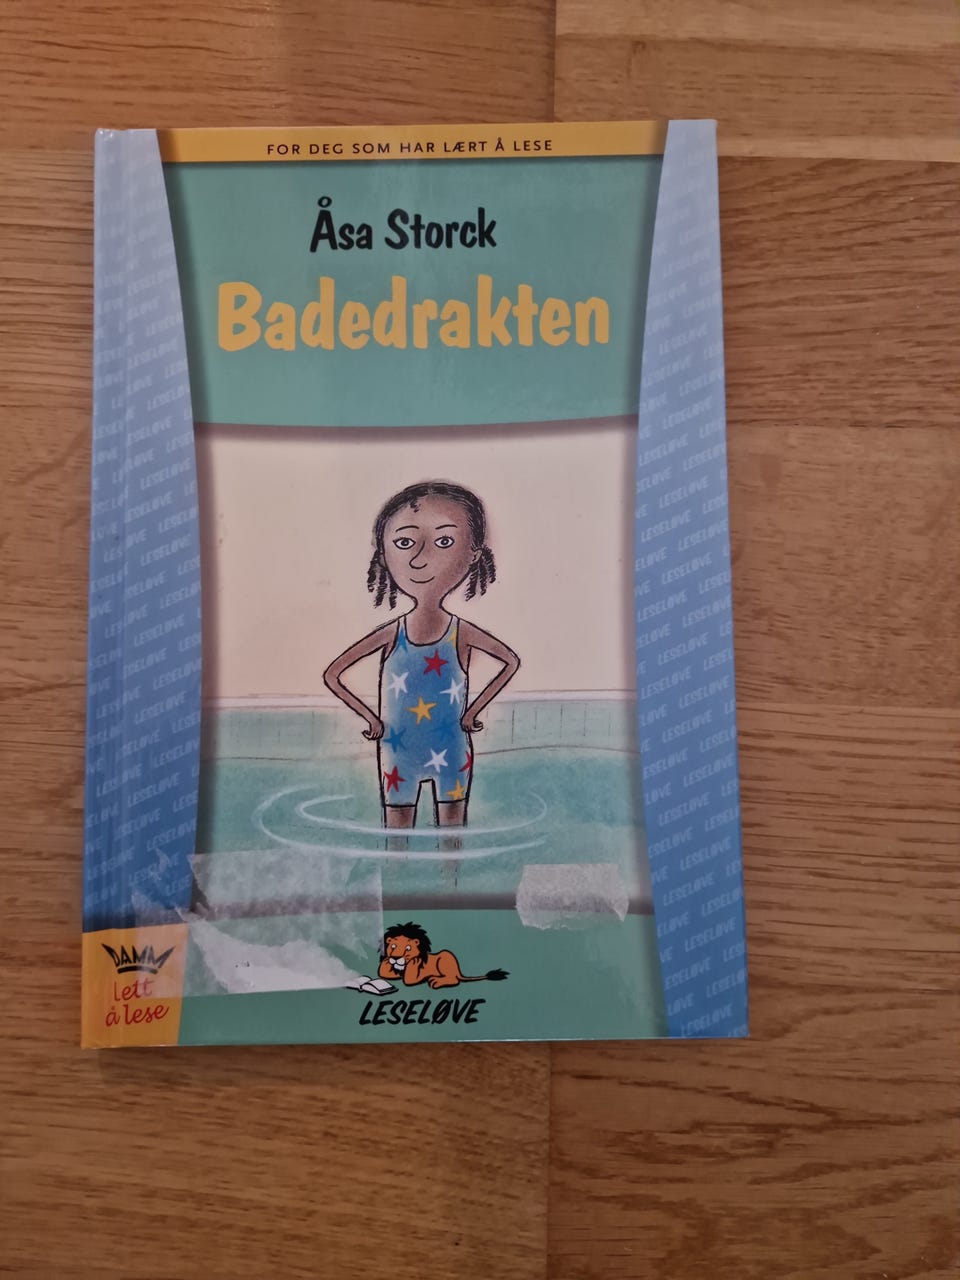 FOR DEG SOM HAR LÆRT Å LESE
Åsa Storck
Badedrakten
DAMM
lett
å lese
LESELØVE